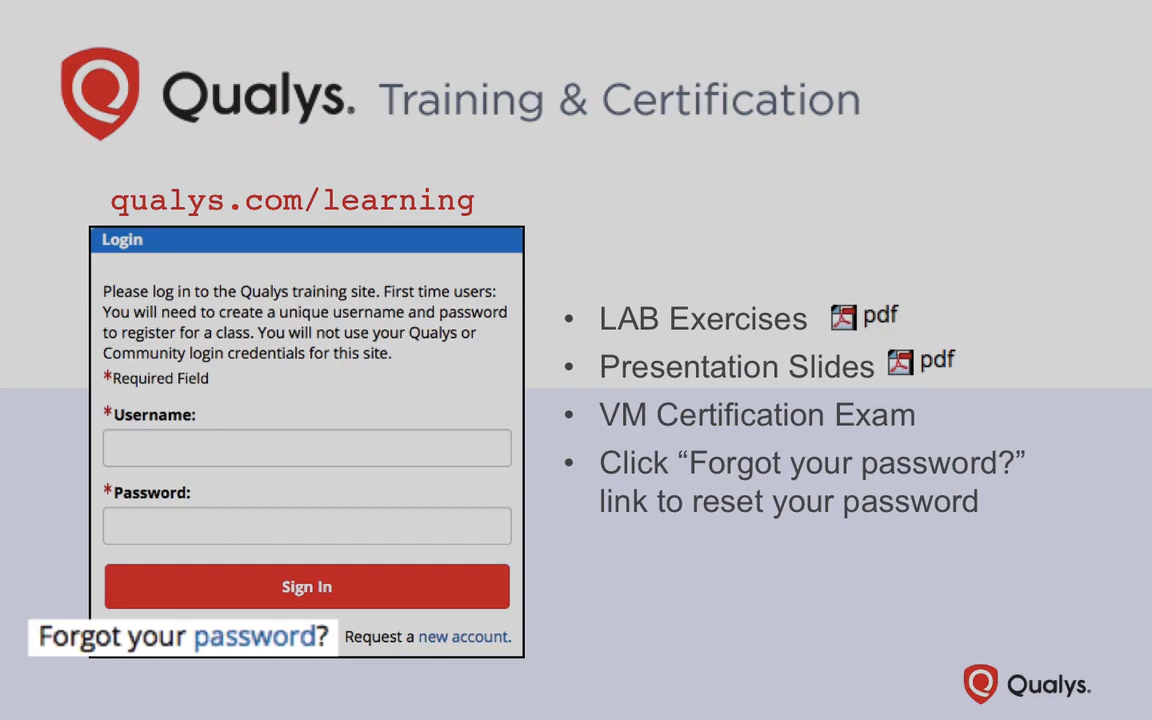 Qualys. Training & Certification
qualys.com/learning
Login
Please log in to the Qualys training site. First time users:
You will need to create a unique username and password
to register for a class. You will not use your Qualys or
Community login credentials for this site.
*Required Field
*Username:
*Password:
Sign In
Forgot your password? Request a new account.
• LAB Exercises pdf
• Presentation Slides pdf
• VM Certification Exam
• Click “Forgot your password?”
link to reset your password
Qualys.